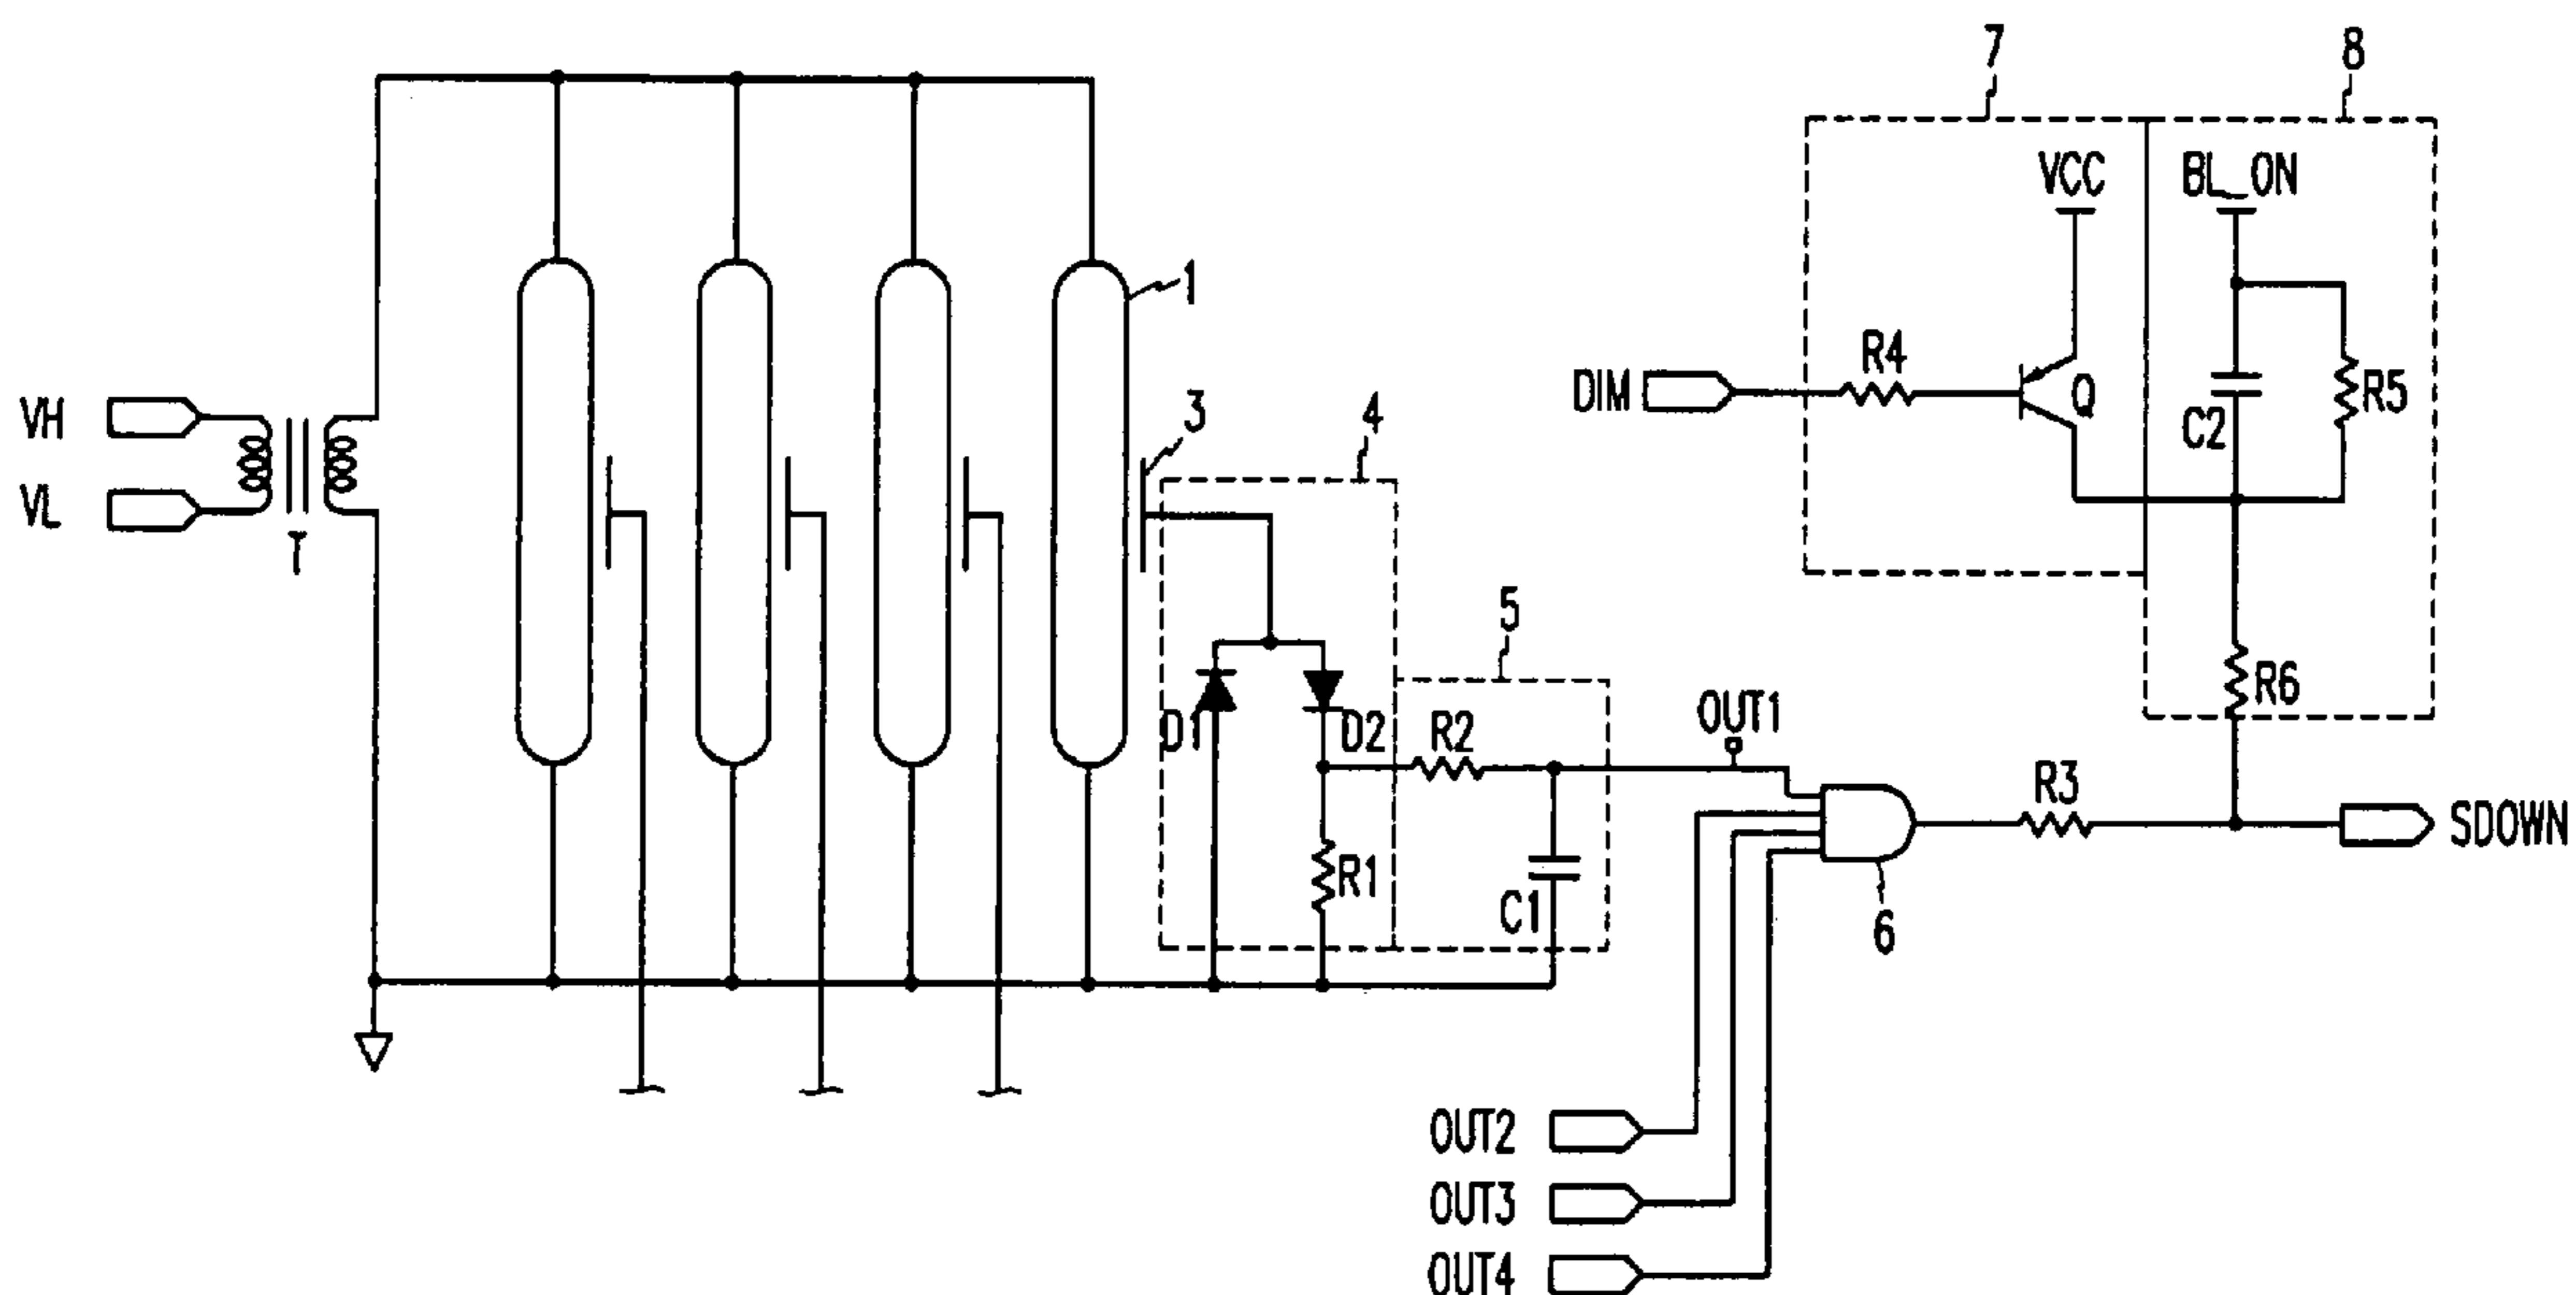 7
8
VCC
BL_ON
1
R4
DIM
Q
R5
VH
3
4
C2
VL
T
5
R6
D1
D2
R2
OUT1
R3
R1
SDOWN
C1
6
OUT2
OUT3
OUT4